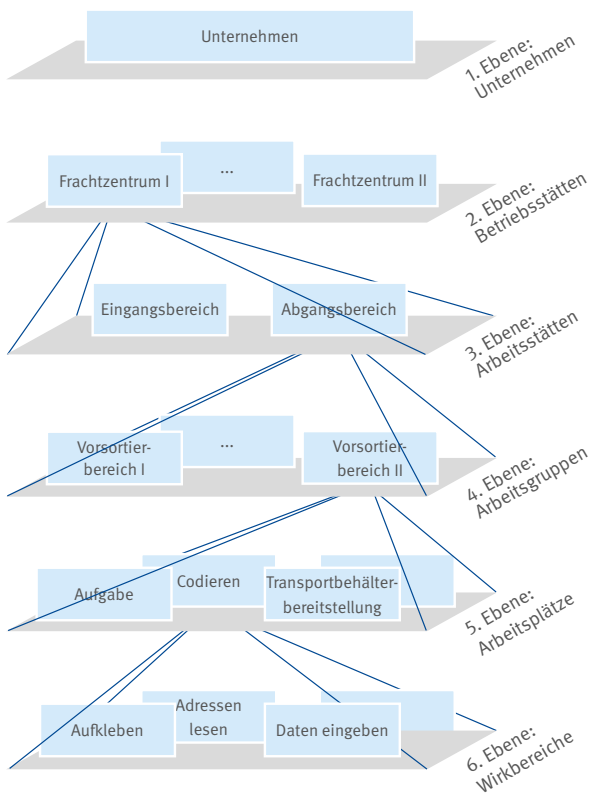 Unternehmen
1. Ebene:
Unternehmen
Frachtzentrum I
...
Frachtzentrum II
2. Ebene:
Betriebsstätten
Eingangsbereich
Abgangsbereich
3. Ebene:
Arbeitsstätten
Vorsortier-
bereich I
...
Vorsortier-
bereich II
4. Ebene:
Arbeitsgruppen
Aufgabe
Codieren
Transportbehälter-
bereitstellung
5. Ebene:
Arbeitsplätze
Aufkleben
Adressen
lesen
Daten eingeben
6. Ebene:
Wirkbereiche